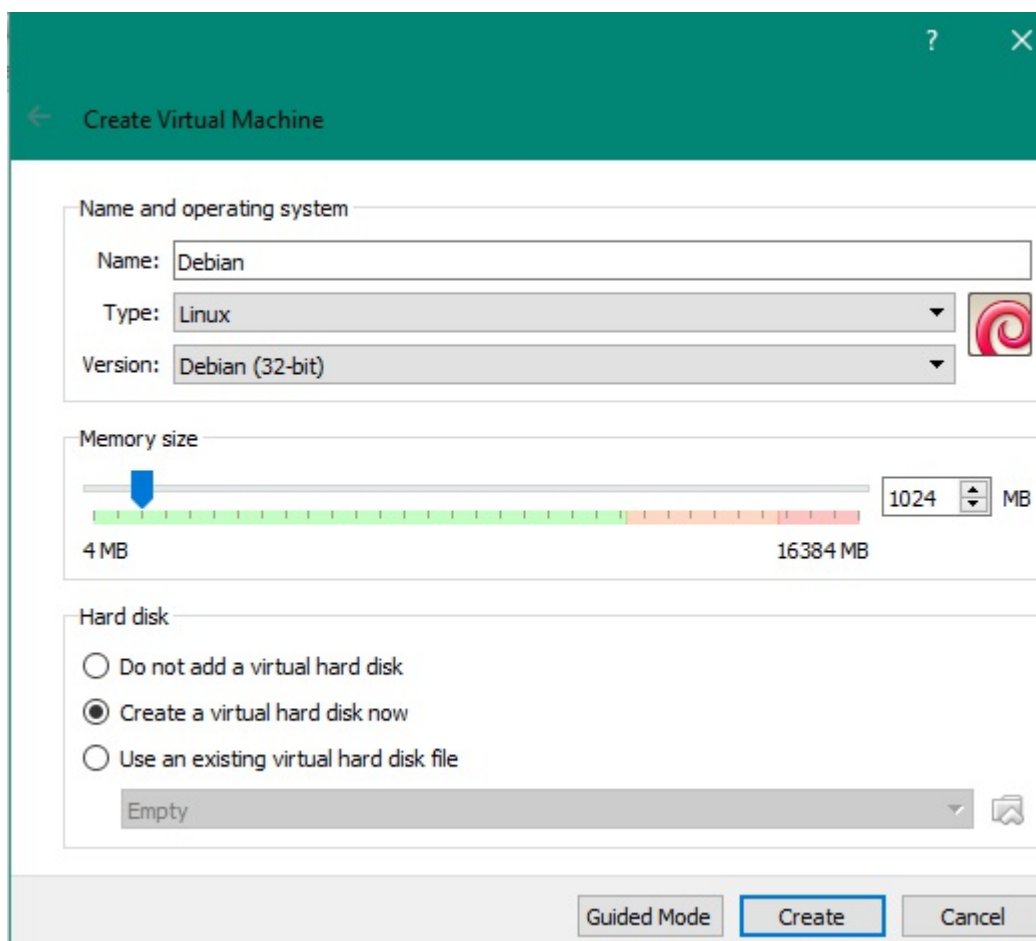 ?
Create Virtual Machine
Name and operating system
Name: Debian
Type: Linux
Version: Debian (32-bit)
Memory size
1024 MB
4 MB 16384 MB
Hard disk
Do not add a virtual hard disk
Create a virtual hard disk now
Use an existing virtual hard disk file
Empty
Guided Mode Create Cancel